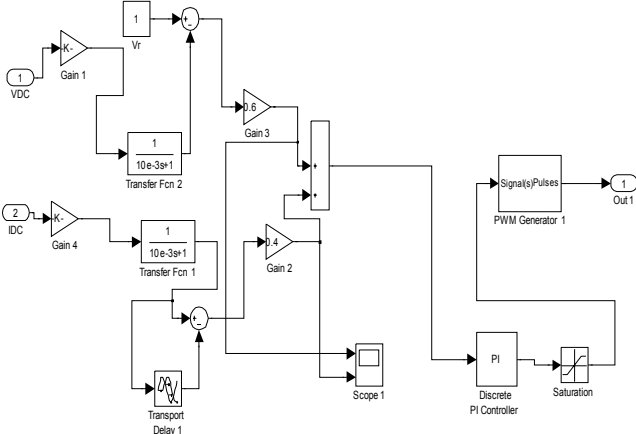 1
VDC
-K-
Gain 1
1
Vr
+
-
1
10e-3s+1
Transfer Fcn 2
0.6
Gain 3
+
+
2
IDC
-K-
Gain 4
1
10e-3s+1
Transfer Fcn 1
+
-
0.4
Gain 2
Transport
Delay 1
Scope 1
PI
Discrete
PI Controller
Saturation
Signal(s)Pulses
PWM Generator 1
1
Out 1